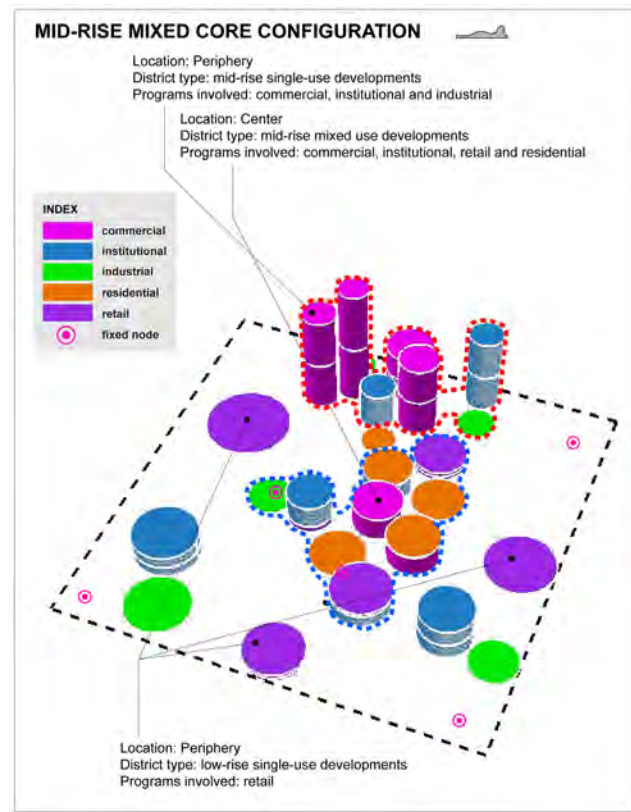 MID-RISE MIXED CORE CONFIGURATION
Location: Periphery
District type: mid-rise single-use developments
Programs involved: commercial, institutional and industrial
Location: Center
District type: mid-rise mixed use developments
Programs involved: commercial, institutional, retail and residential
INDEX
commercial
institutional
industrial
residential
retail
fixed node
Location: Periphery
District type: low-rise single-use developments
Programs involved: retail